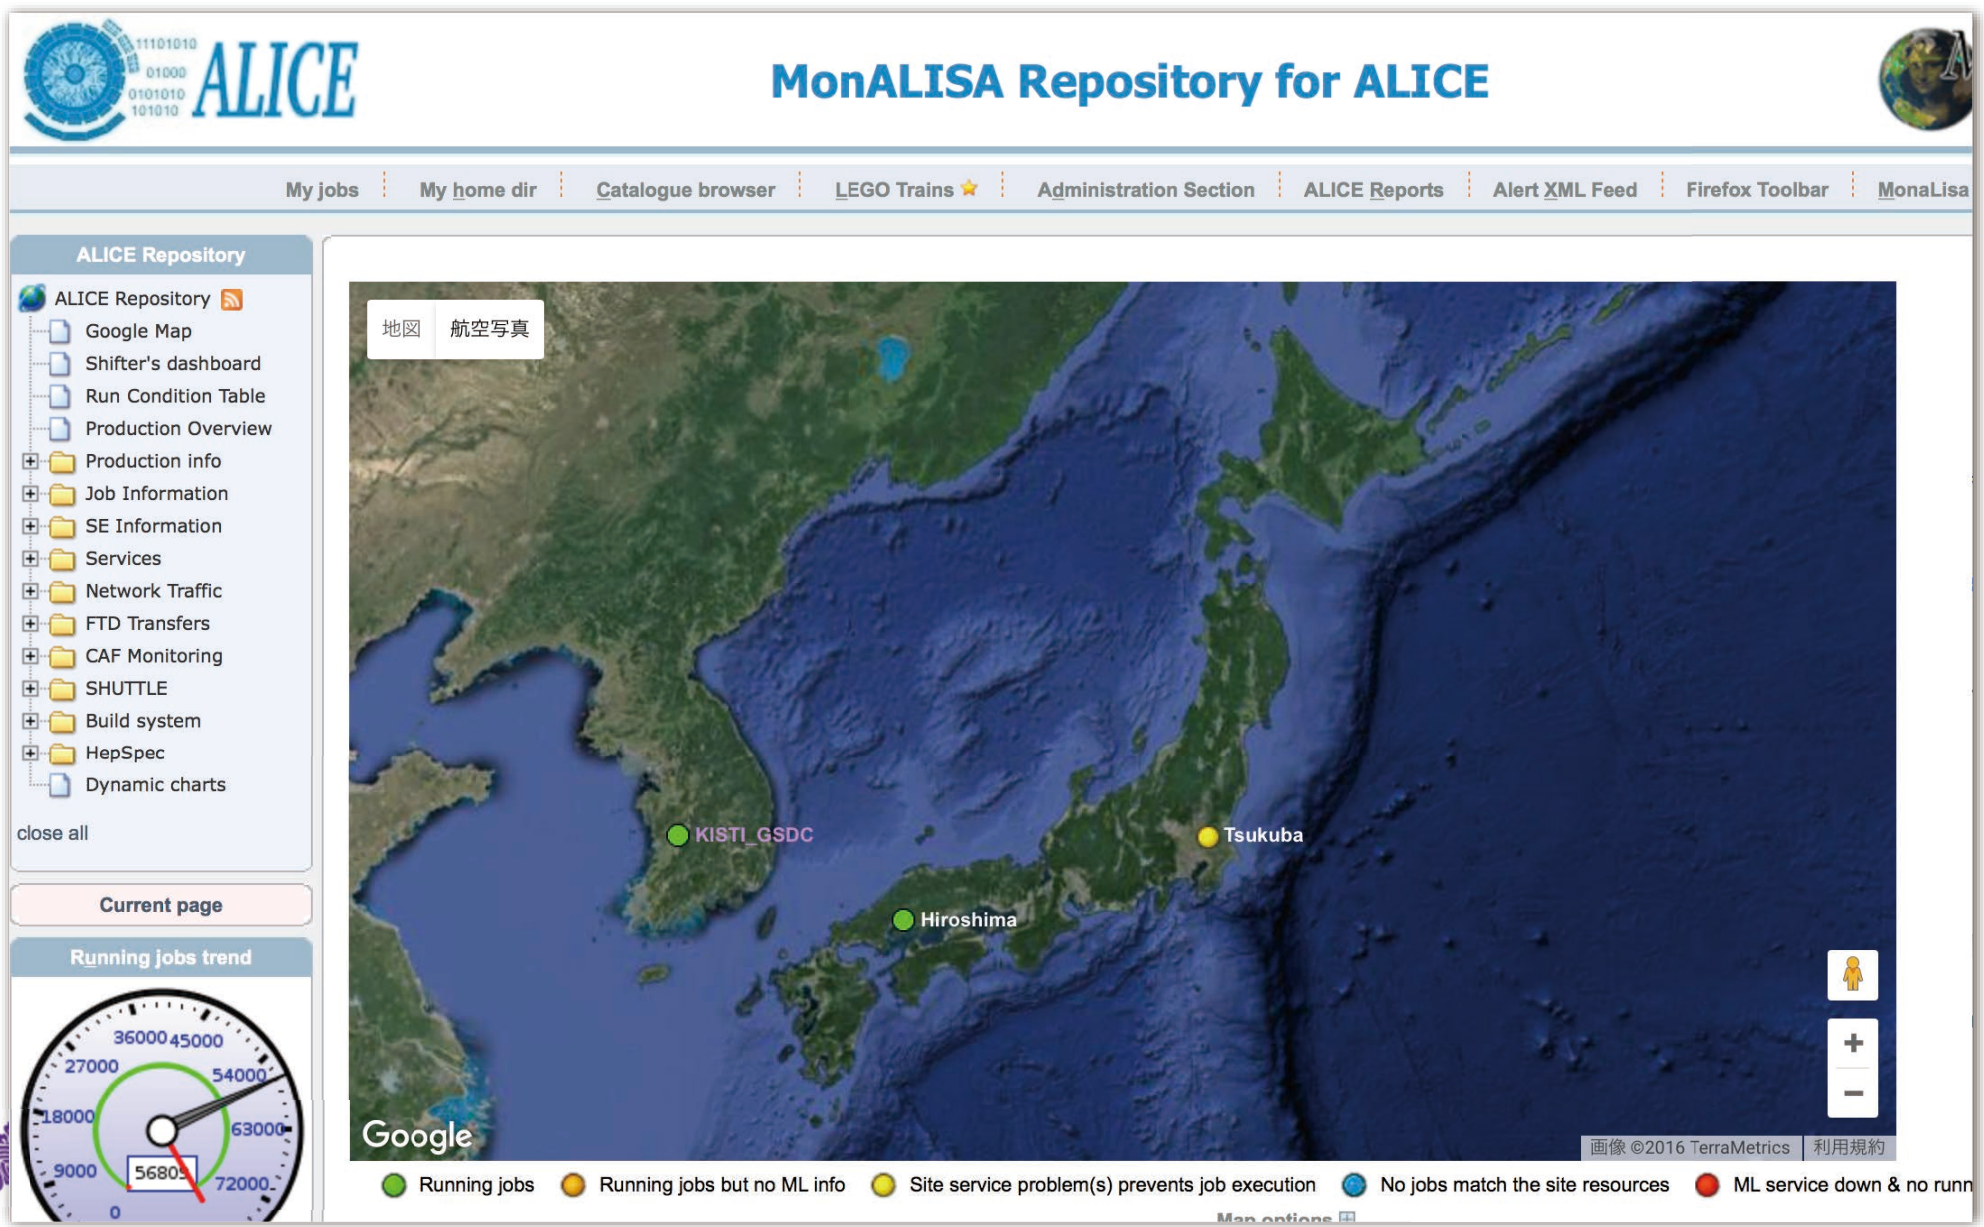 11101010
01000
0101010
101010
ALICE
MonALISA Repository for ALICE
My jobs
My home dir
Catalogue browser
LEGO Trains
Administration Section
ALICE Reports
Alert XML Feed
Firefox Toolbar
MonaLisa
ALICE Repository
ALICE Repository
Google Map
Shifter's dashboard
Run Condition Table
Production Overview
Production info
Job Information
SE Information
Services
Network Traffic
FTD Transfers
CAF Monitoring
SHUTTLE
Build system
HepSpec
Dynamic charts
close all
Current page
Running jobs trend
36000
45000
27000
54000
18000
63000
9000
72000
0
地図
航空写真
KISTI_GSDC
Tsukuba
Hiroshima
Google
画像 ©2016 TerraMetrics
利用規約
Running jobs
Running jobs but no ML info
Site service problem(s) prevents job execution
No jobs match the site resources
ML service down & no runn
Map options